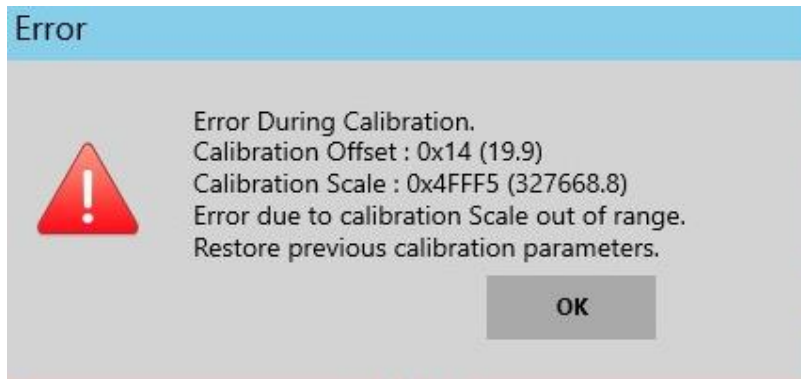 Error
Error During Calibration.
Calibration Offset : 0x14 (19.9)
Calibration Scale : 0x4FFF5 (327668.8)
Error due to calibration Scale out of range.
Restore previous calibration parameters.
OK